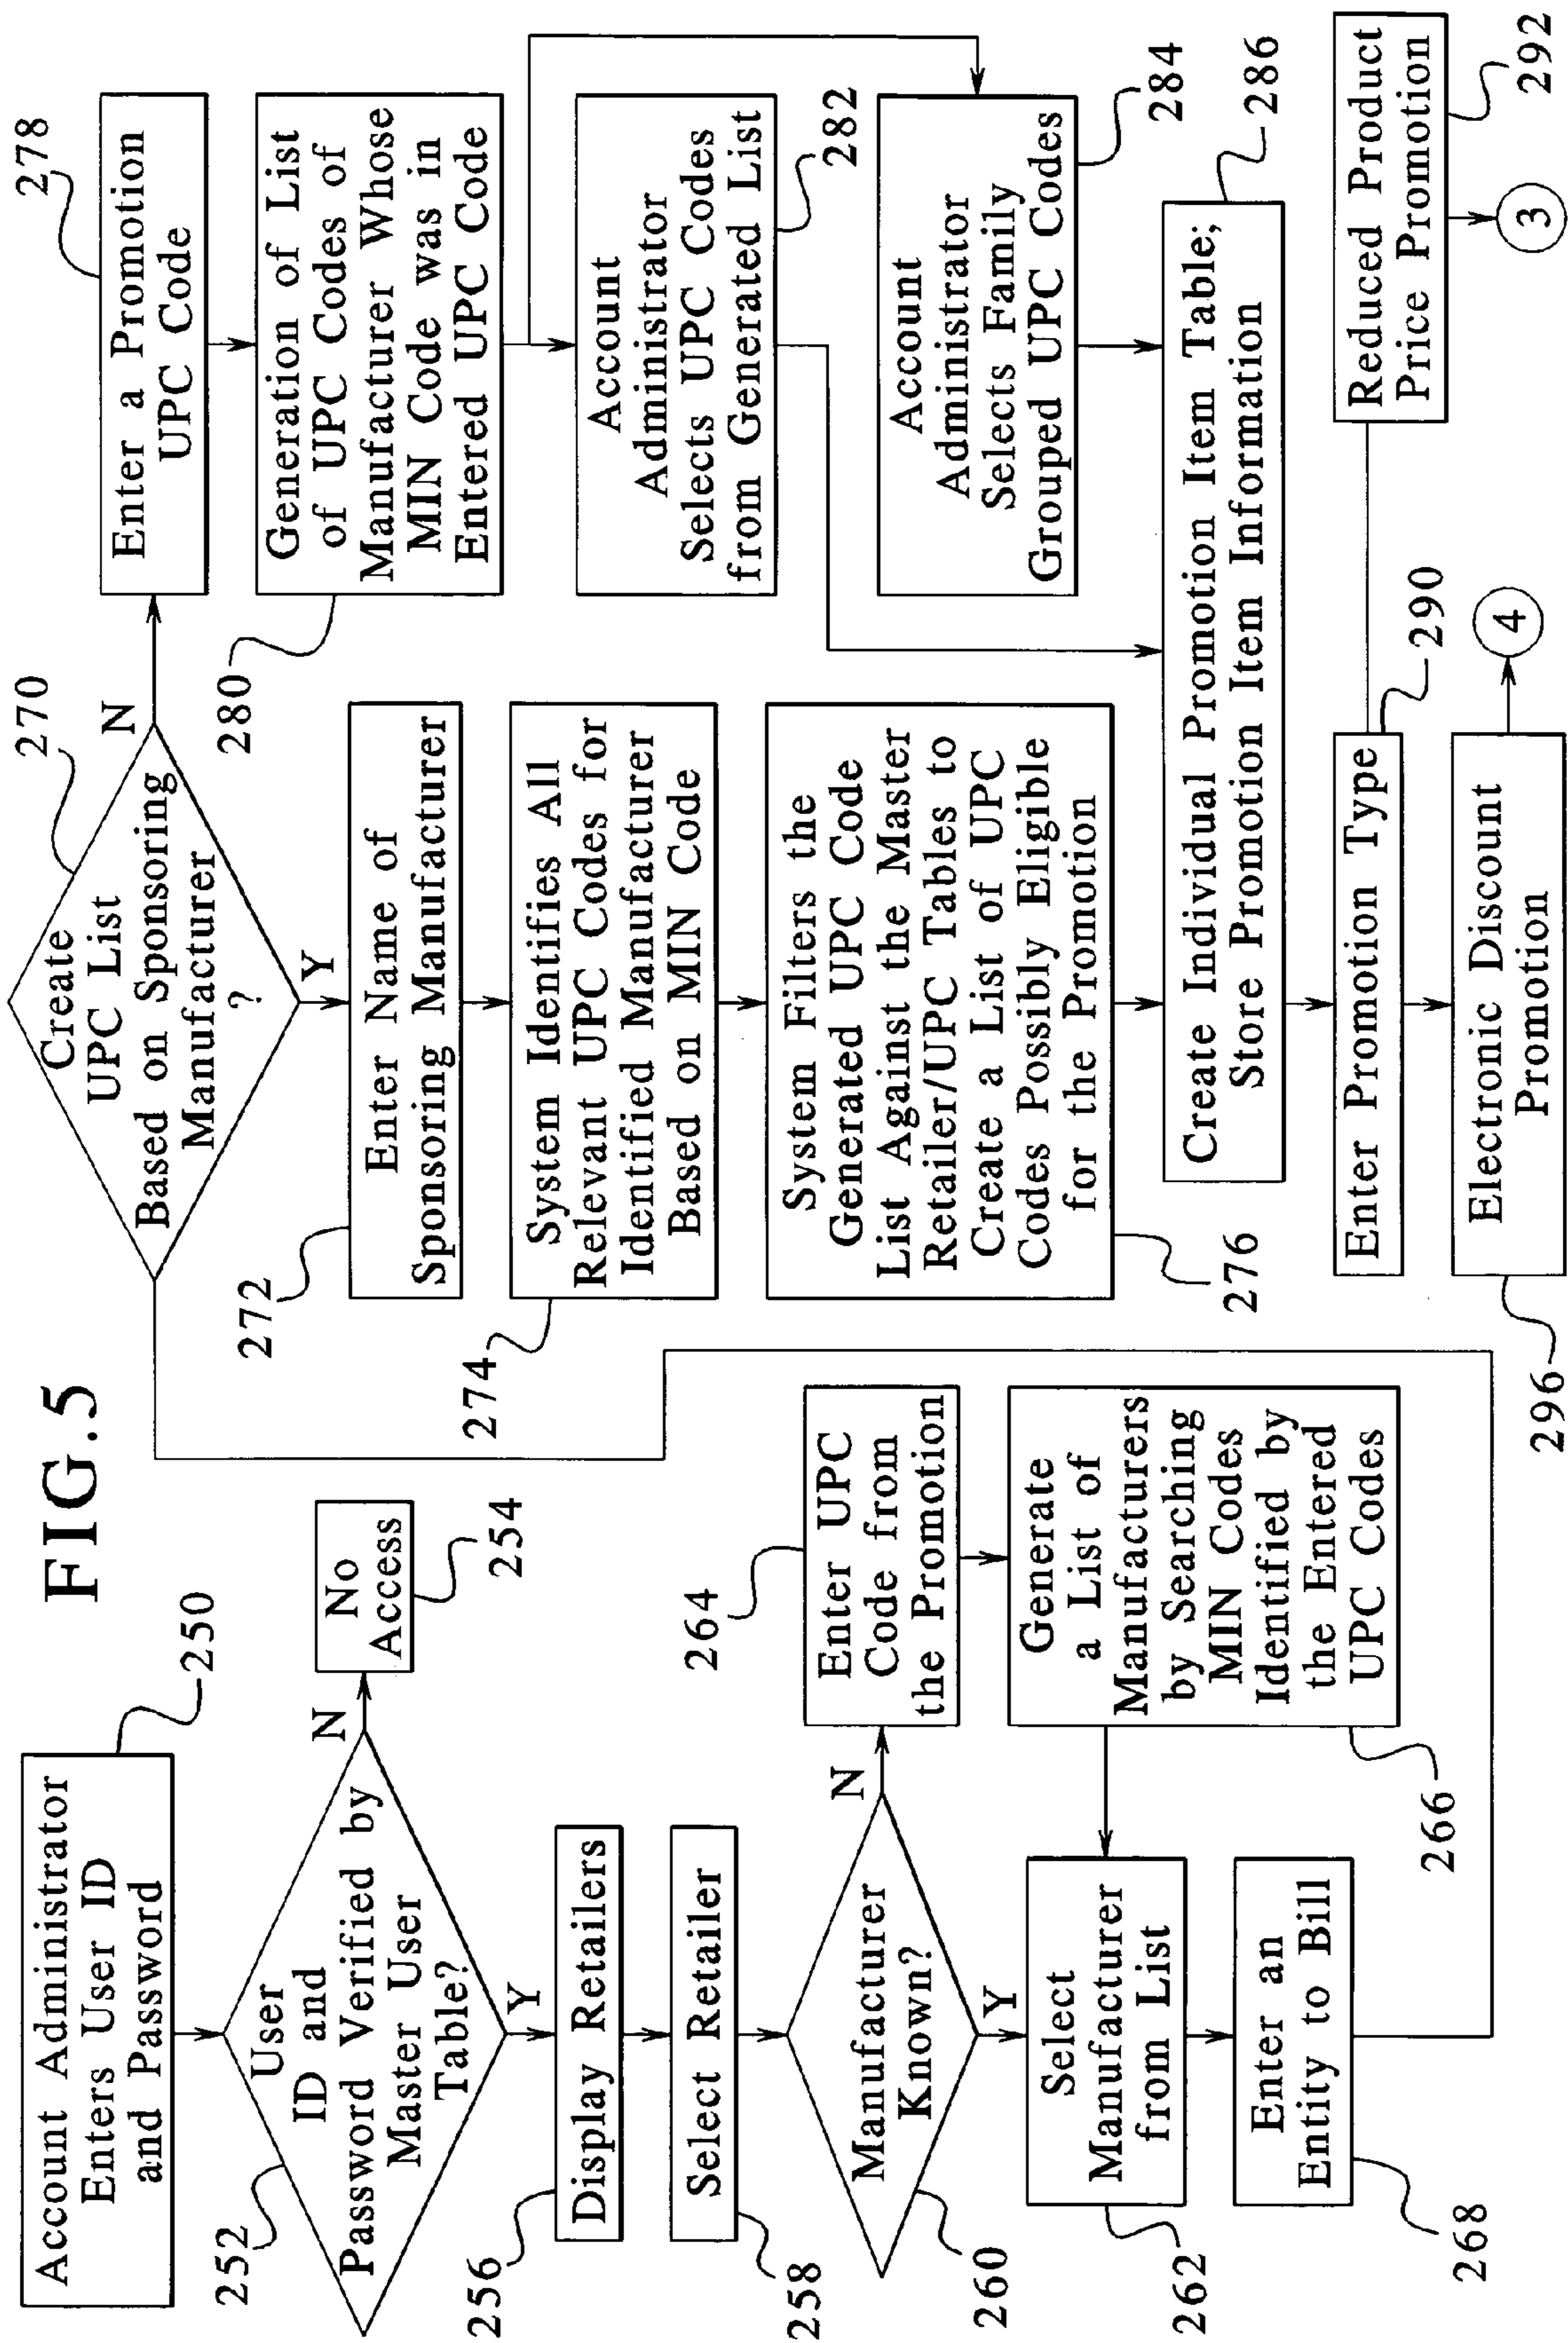 FIG.5
Account Administrator
Enters User ID
and Password
250
User
ID and
Password Verified by
Master User
Table?
252
N
No
Access
254
Y
Display Retailers
256
Select Retailer
258
Manufacturer
Known?
260
N
Enter UPC
Code from
the Promotion
264
Generate
a List of
Manufacturers
by Searching
MIN Codes
Identified by
the Entered
UPC Codes
266
Y
Select
Manufacturer
from List
262
Enter an
Entity to Bill
268
Create
UPC List
Based on Sponsoring
Manufacturer
?
270
N
Y
Enter Name of
Sponsoring Manufacturer
272
System Identifies All
Relevant UPC Codes for
Identified Manufacturer
Based on MIN Code
274
System Filters the
Generated UPC Code
List Against the Master
Retailer/UPC Tables to
Create a List of UPC
Codes Possibly Eligible
for the Promotion
276
Enter a Promotion
UPC Code
278
Generation of List
of UPC Codes of
Manufacturer Whose
MIN Code was in
Entered UPC Code
280
Account
Administrator
Selects UPC Codes
from Generated List
282
Account
Administrator
Selects Family
Grouped UPC Codes
284
Create Individual Promotion Item Table;
Store Promotion Item Information
286
Enter Promotion Type
290
Reduced Product
Price Promotion
292
3
Electronic Discount
Promotion
296
4